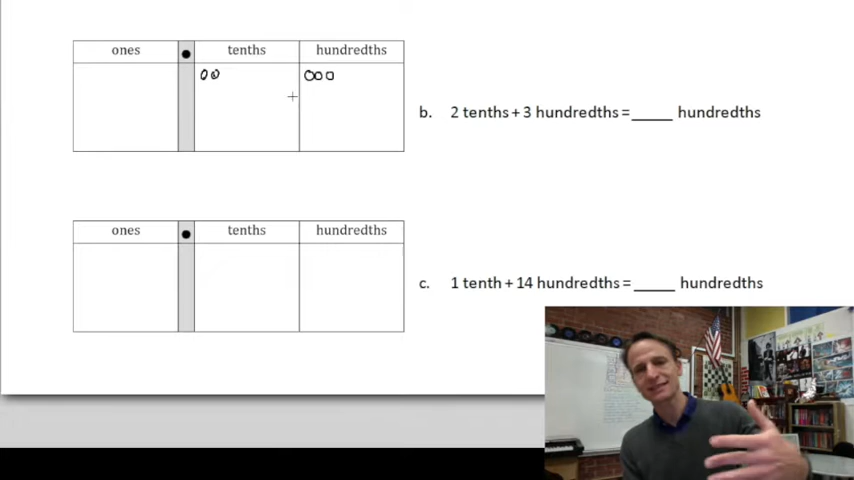 ones tenths hundredths
b. 2 tenths + 3 hundredths = _____ hundredths
ones tenths hundredths
c. 1 tenth + 14 hundredths = _____ hundredths